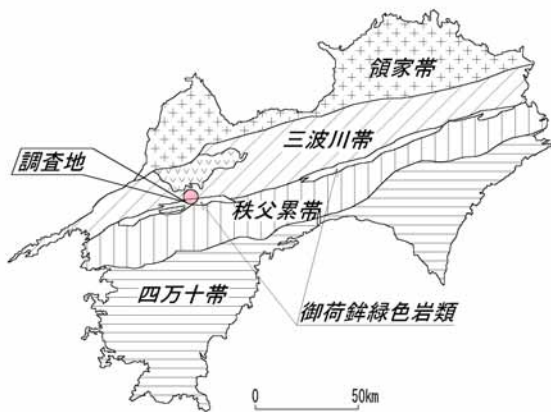 領家帯
三波川帯
調査地
秩父累帯
四万十帯
御荷鉾緑色岩類
0 50km